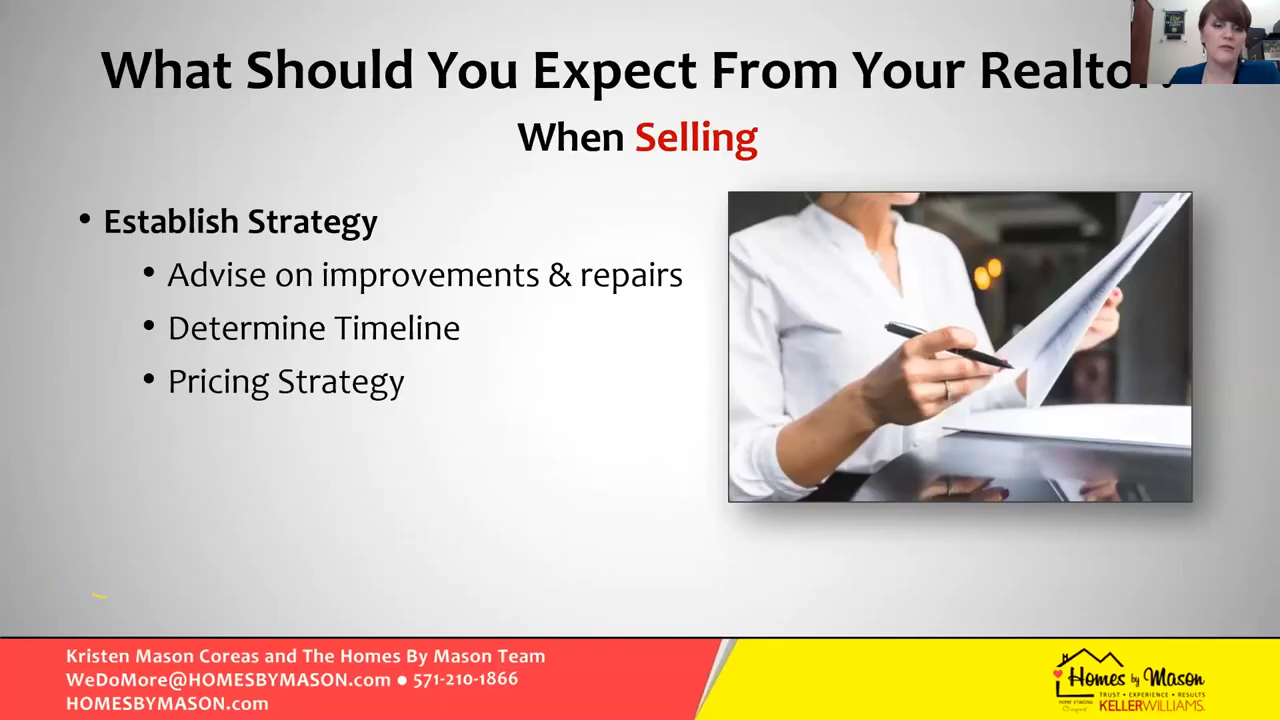 What Should You Expect From Your Realtor?
When Selling
• Establish Strategy
• Advise on improvements & repairs
• Determine Timeline
• Pricing Strategy
Kristen Mason Coreas and The Homes By Mason Team
WeDoMore@HOMESBYMASON.com ● 571-210-1866
HOMESBYMASON.com
Homes by Mason
TRUST • EXPERIENCE • RESULTS
KELLERWILLIAMS.